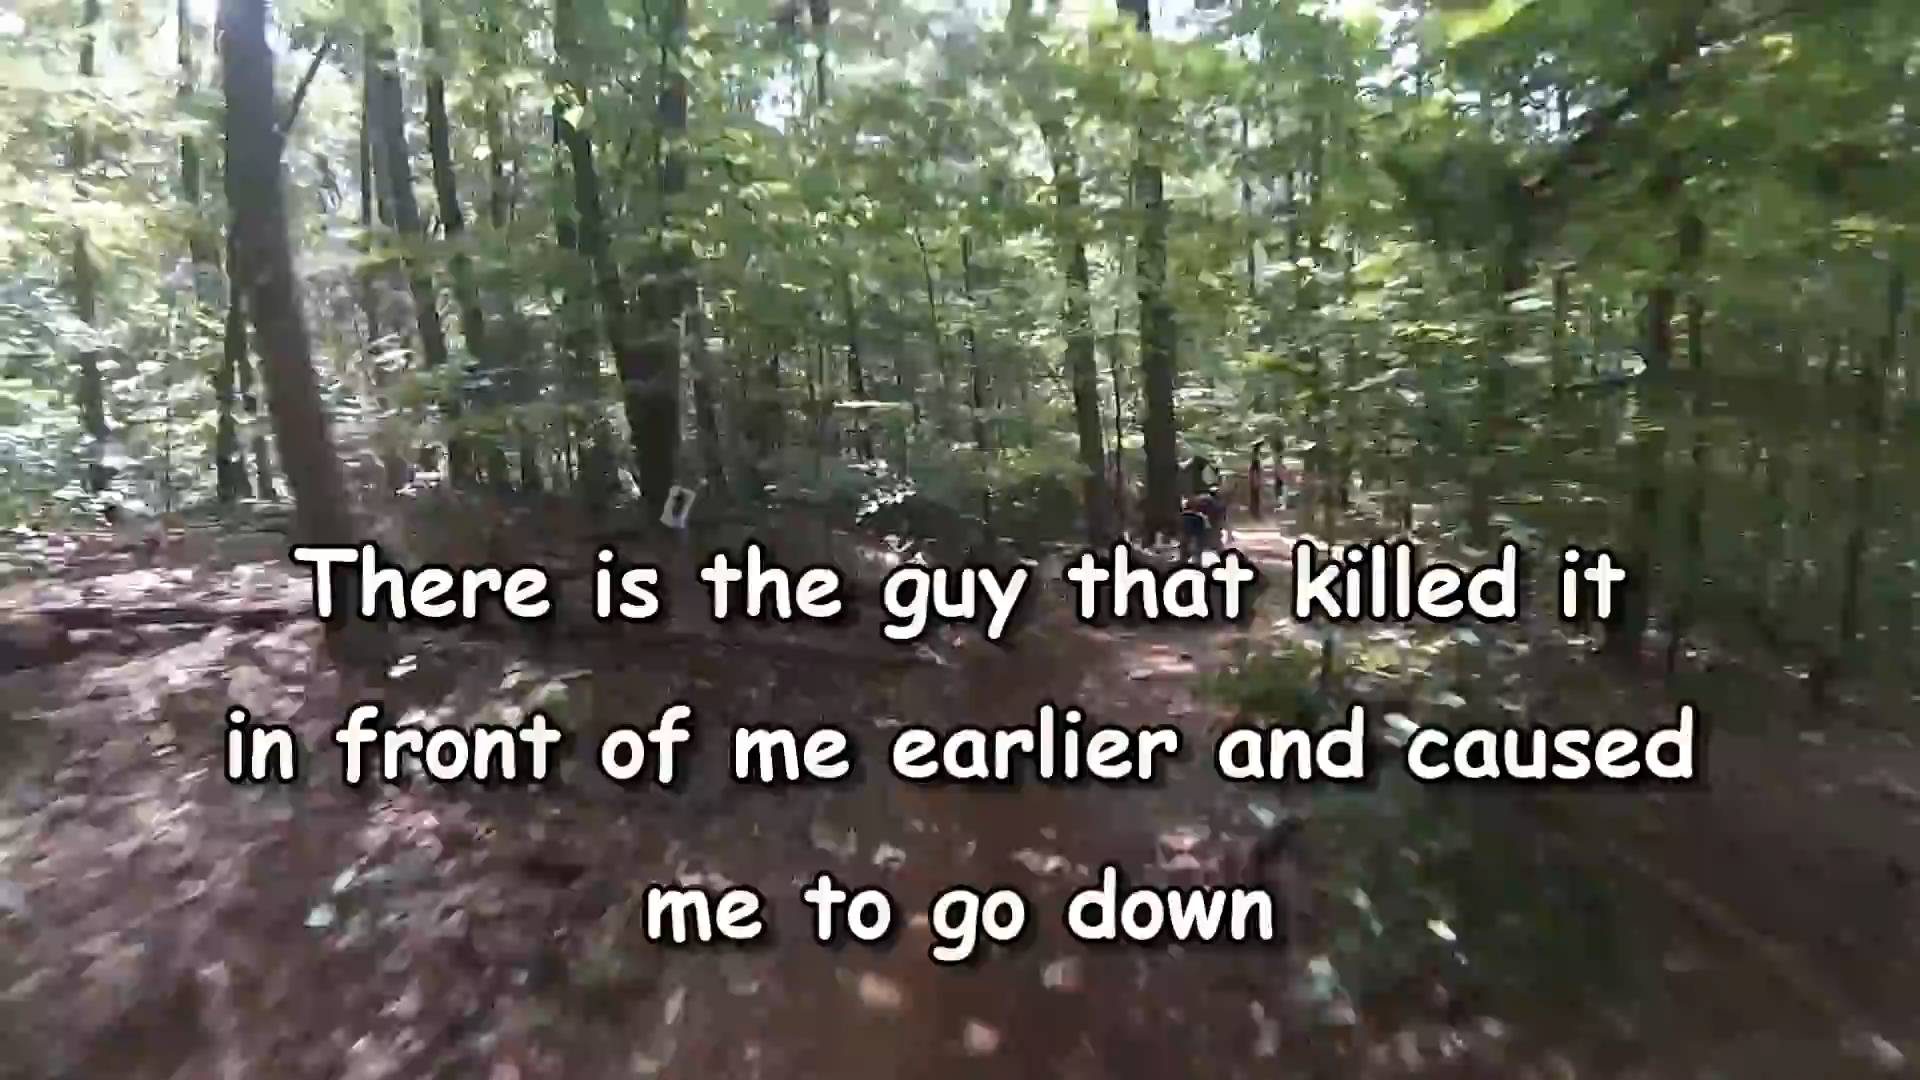 There is the guy that killed it
in front of me earlier and caused
me to go down